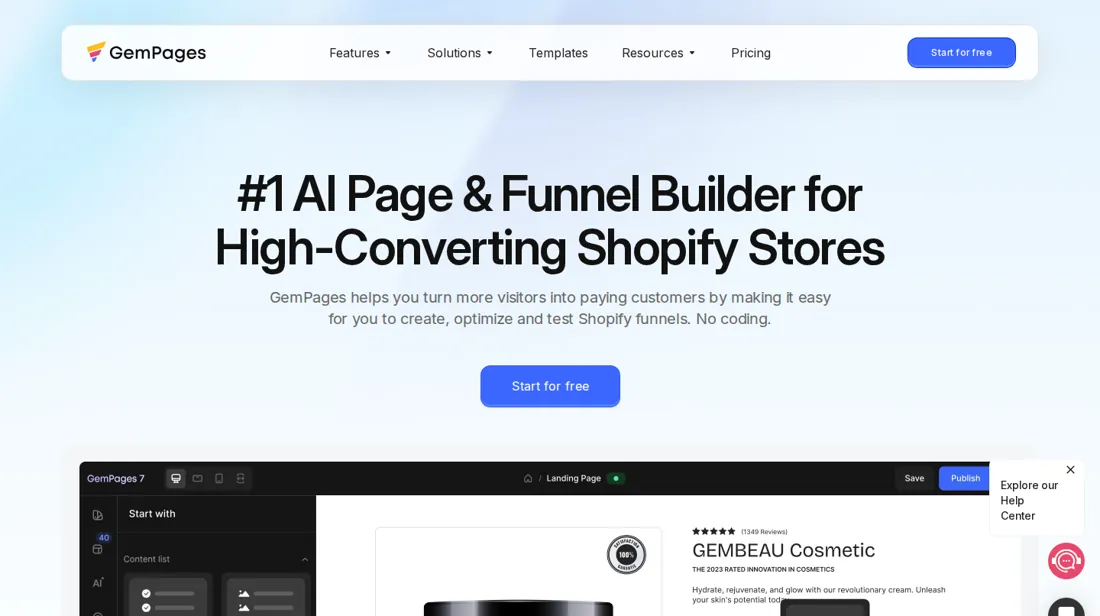 GemPages
Features
Solutions
Templates
Resources
Pricing
Start for free
#1 AI Page & Funnel Builder for
High-Converting Shopify Stores
GemPages helps you turn more visitors into paying customers by making it easy
for you to create, optimize and test Shopify funnels. No coding.
Start for free
GemPages 7
/ Landing Page
Save
Publish
Start with
40
Content list
AI
SATISFACTION
100%
GUARANTEE
(1349 Reviews)
GEMBEAU Cosmetic
THE 2023 RATED INNOVATION IN COSMETICS
Hydrate, rejuvenate, and glow with our revolutionary cream. Unleash
your skin's potential today.
Explore our
Help
Center